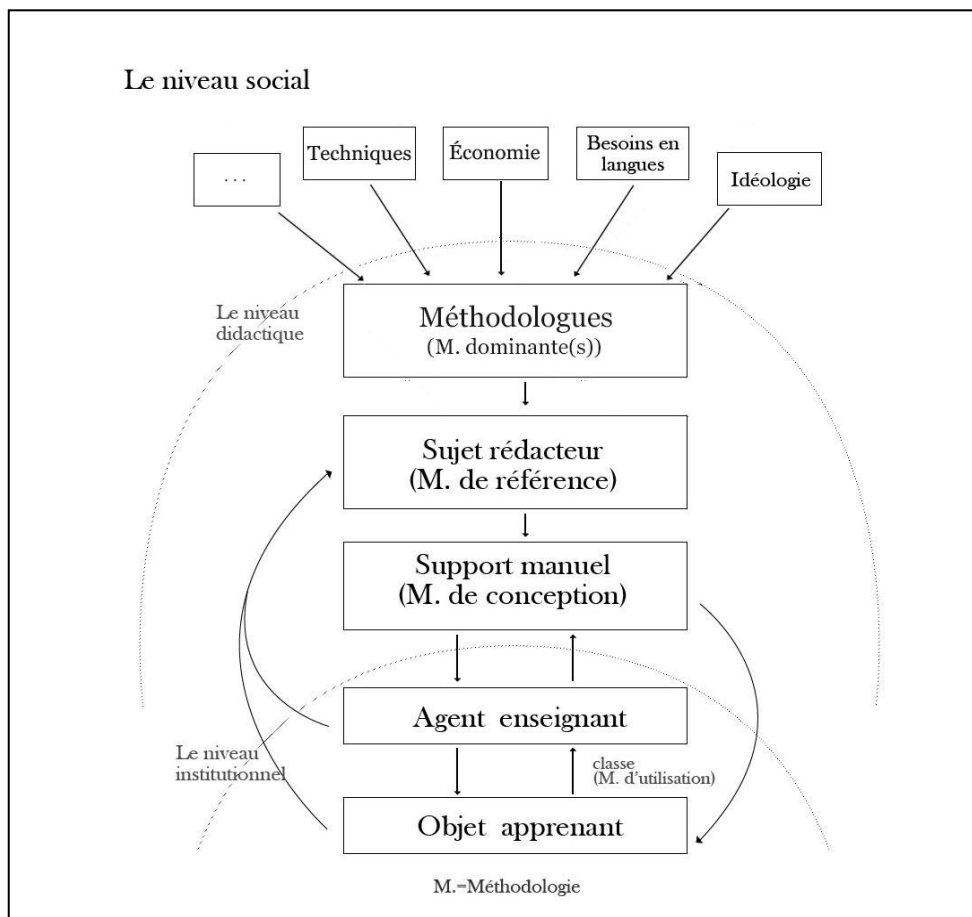 Le niveau social
. . .
Techniques
Économie
Besoins en
langues
Idéologie
Le niveau
didactique
Méthodologues
(M. dominante(s))
Sujet rédacteur
(M. de référence)
Support manuel
(M. de conception)
Agent enseignant
Le niveau
institutionnel
classe
(M. d'utilisation)
Objet apprenant
M.=Méthodologie